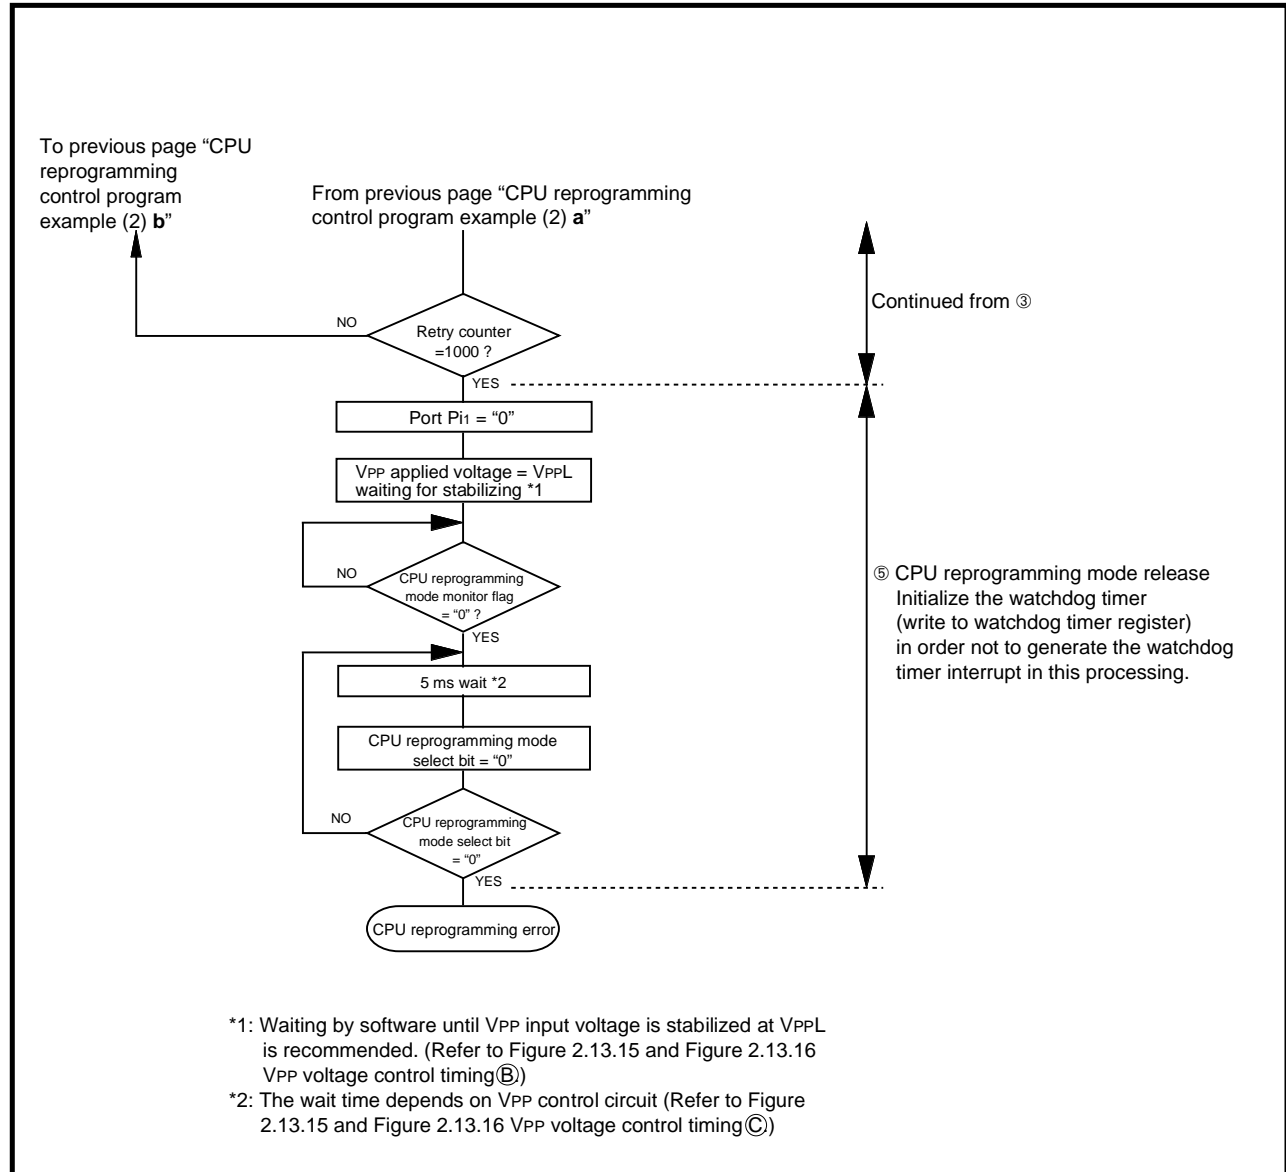 To previous page “CPU
reprogramming
control program
example (2) b”
From previous page “CPU reprogramming
control program example (2) a”
Continued from ③
NO
Retry counter
=1000 ?
YES
Port Pi1 = “0”
VPP applied voltage = VPPL
waiting for stabilizing *1
NO
CPU reprogramming
mode monitor flag
= “0” ?
YES
5 ms wait *2
CPU reprogramming mode
select bit = “0”
NO
CPU reprogramming
mode select bit
= “0”
YES
CPU reprogramming error
⑤ CPU reprogramming mode release
Initialize the watchdog timer
(write to watchdog timer register)
in order not to generate the watchdog
timer interrupt in this processing.
*1: Waiting by software until VPP input voltage is stabilized at VPPL
is recommended. (Refer to Figure 2.13.15 and Figure 2.13.16
VPP voltage control timing Ⓑ.)
*2: The wait time depends on VPP control circuit (Refer to Figure
2.13.15 and Figure 2.13.16 VPP voltage control timing Ⓒ.)